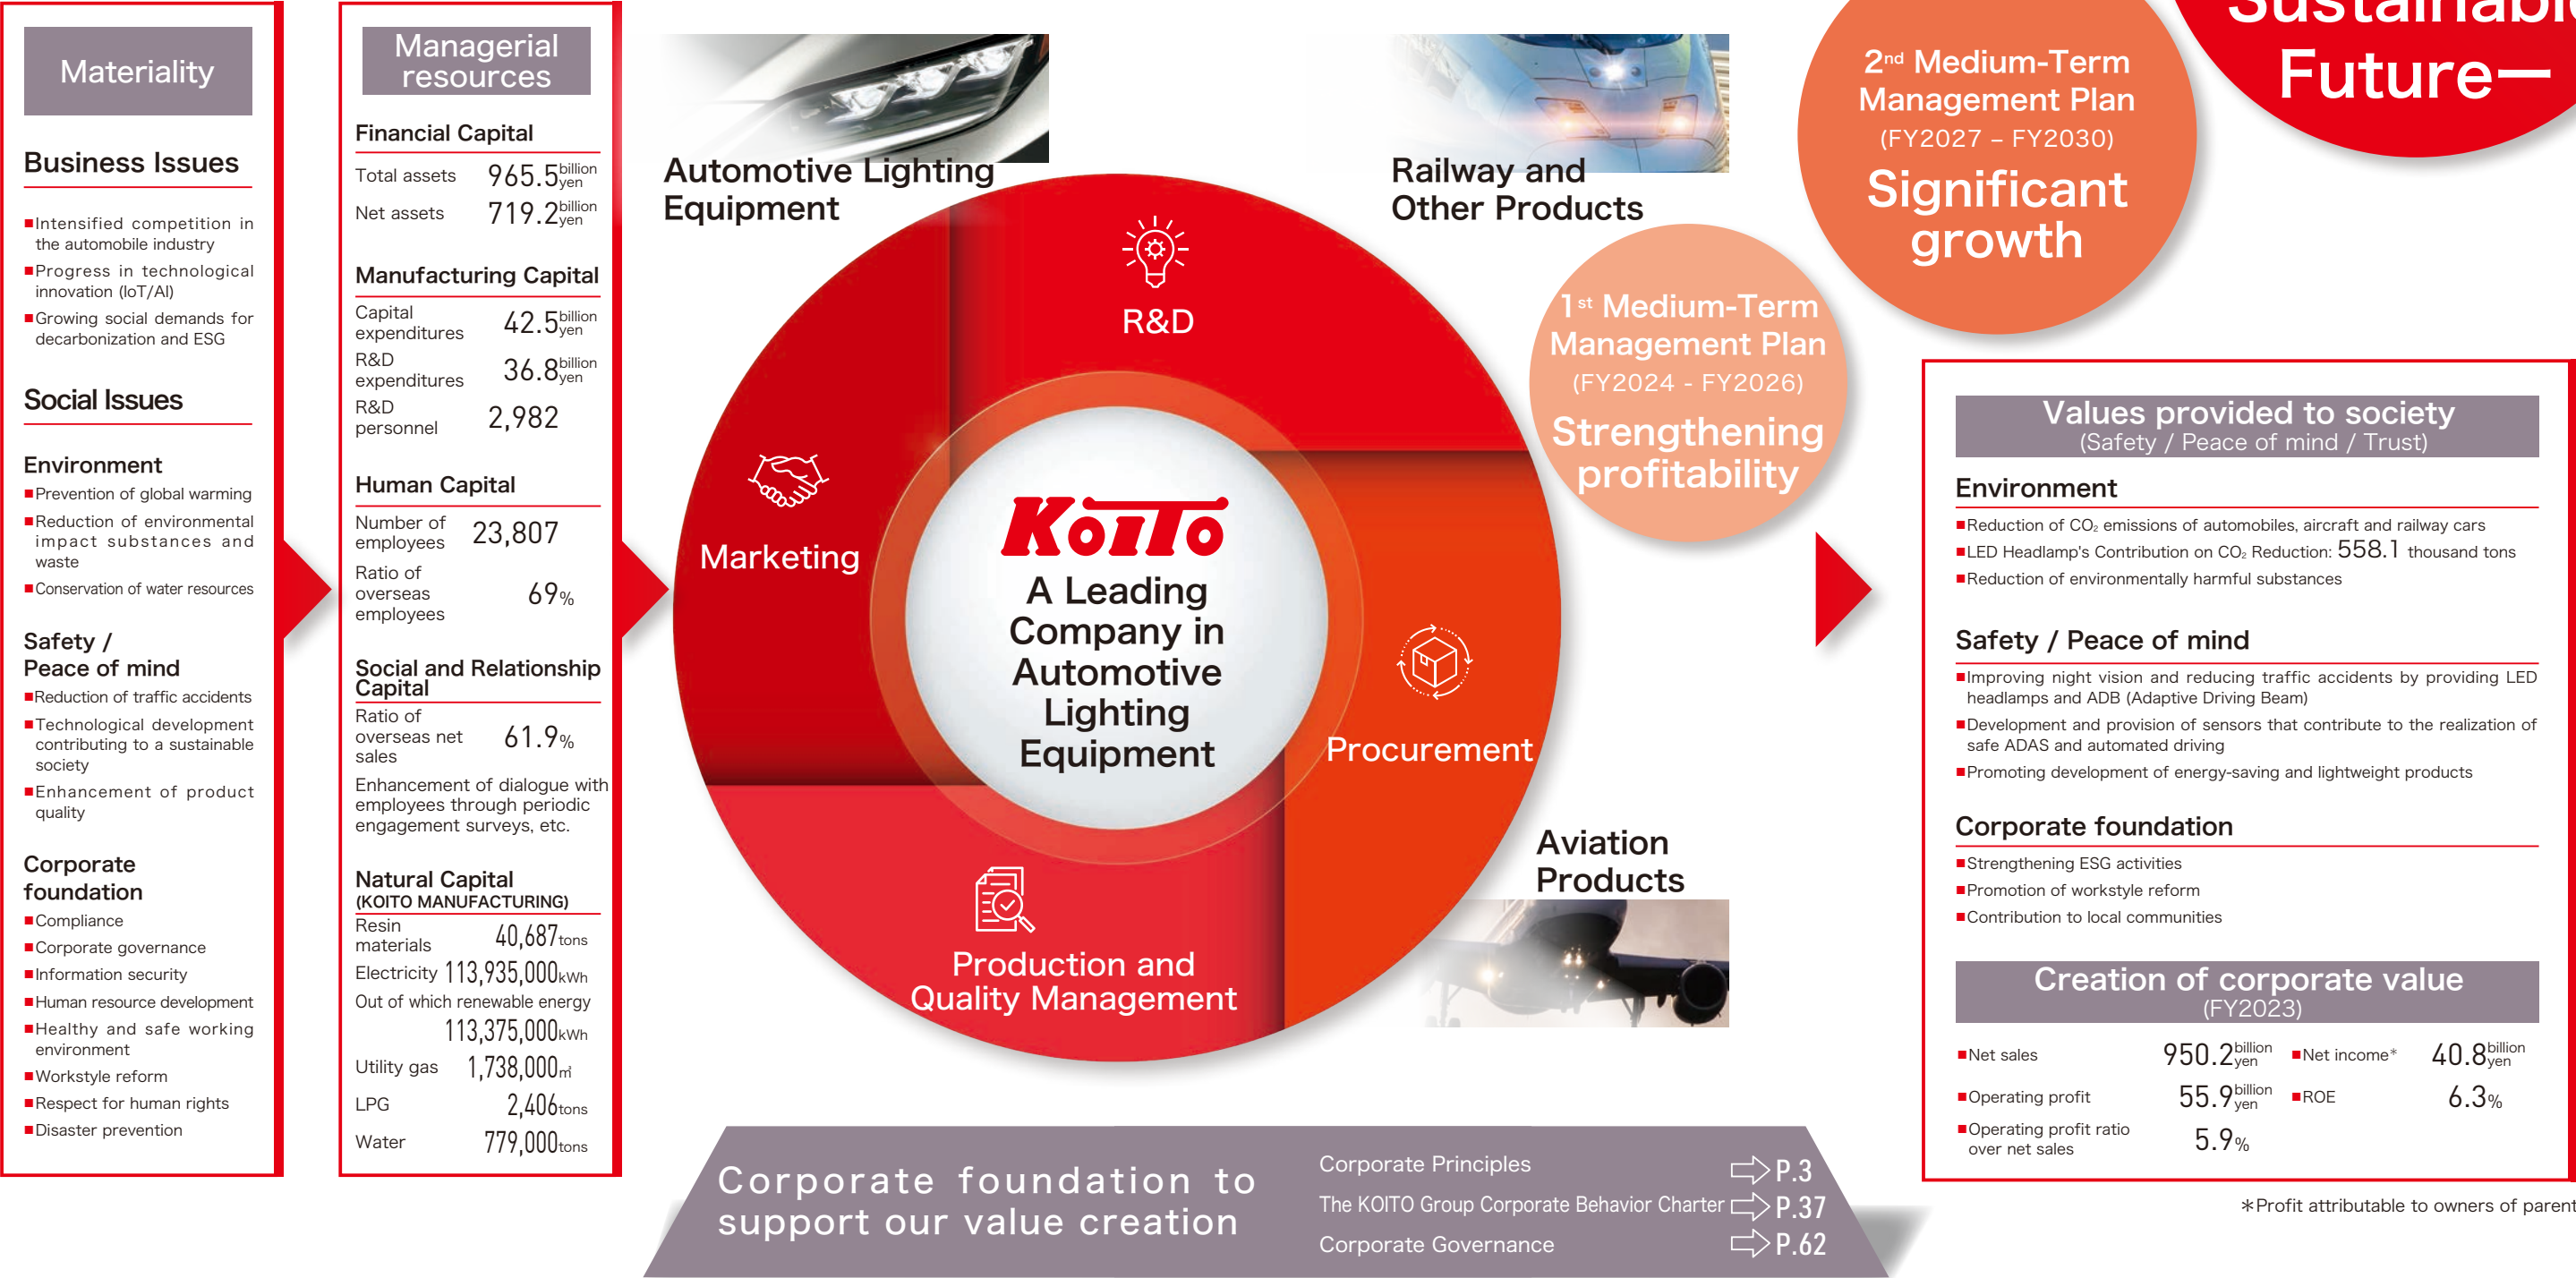 Materiality
Business Issues
■Intensified competition in
the automobile industry
■Progress in technological
innovation (IoT/AI)
■Growing social demands for
decarbonization and ESG
Social Issues
Environment
■Prevention of global warming
■Reduction of environmental
impact substances and
waste
■Conservation of water resources
Safety /
Peace of mind
■Reduction of traffic accidents
■Technological development
contributing to a sustainable
society
■Enhancement of product
quality
Corporate
foundation
■Compliance
■Corporate governance
■Information security
■Human resource development
■Healthy and safe working
environment
■Workstyle reform
■Respect for human rights
■Disaster prevention
Managerial
resources
Financial Capital
Total assets 965.5 billion yen
Net assets 719.2 billion yen
Manufacturing Capital
Capital
expenditures 42.5 billion yen
R&D
expenditures 36.8 billion yen
R&D
personnel 2,982
Human Capital
Number of
employees 23,807
Ratio of
overseas
employees 69%
Social and Relationship
Capital
Ratio of
overseas net
sales 61.9%
Enhancement of dialogue with
employees through periodic
engagement surveys, etc.
Natural Capital
(KOITO MANUFACTURING)
Resin
materials 40,687tons
Electricity 113,935,000kWh
Out of which renewable energy
113,375,000kWh
Utility gas 1,738,000㎥
LPG 2,406tons
Water 779,000tons
Automotive Lighting
Equipment
Railway and
Other Products
R&D
Marketing
KOITO
A Leading
Company in
Automotive
Lighting
Equipment
Procurement
Production and
Quality Management
Aviation
Products
1st Medium-Term
Management Plan
(FY2024 - FY2026)
Strengthening
profitability
2nd Medium-Term
Management Plan
(FY2027 – FY2030)
Significant
growth
Sustainable
Future—
Values provided to society
(Safety / Peace of mind / Trust)
Environment
■Reduction of CO₂ emissions of automobiles, aircraft and railway cars
■LED Headlamp's Contribution on CO₂ Reduction: 558.1 thousand tons
■Reduction of environmentally harmful substances
Safety / Peace of mind
■Improving night vision and reducing traffic accidents by providing LED
headlamps and ADB (Adaptive Driving Beam)
■Development and provision of sensors that contribute to the realization of
safe ADAS and automated driving
■Promoting development of energy-saving and lightweight products
Corporate foundation
■Strengthening ESG activities
■Promotion of workstyle reform
■Contribution to local communities
Creation of corporate value
(FY2023)
■Net sales 950.2 billion yen ■Net income* 40.8 billion yen
■Operating profit 55.9 billion yen ■ROE 6.3%
■Operating profit ratio
over net sales 5.9%
*Profit attributable to owners of parent
Corporate foundation to
support our value creation
Corporate Principles ⇨P.3
The KOITO Group Corporate Behavior Charter ⇨P.37
Corporate Governance ⇨P.62